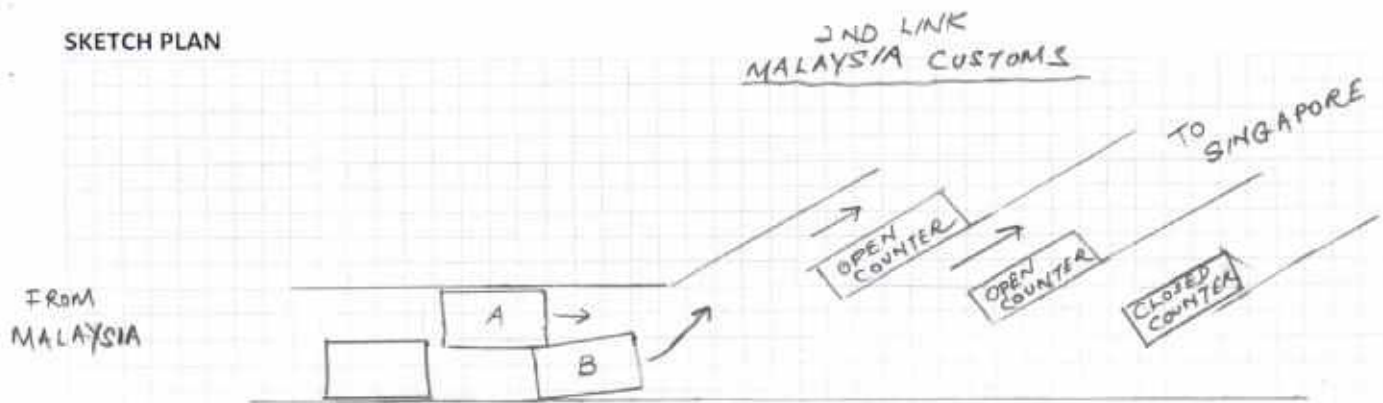 SKETCH PLAN
2ND LINK
MALAYSIA CUSTOMS
TO
SINGAPORE
OPEN
COUNTER
OPEN
COUNTER
CLOSED
COUNTER
FROM
MALAYSIA
A
B